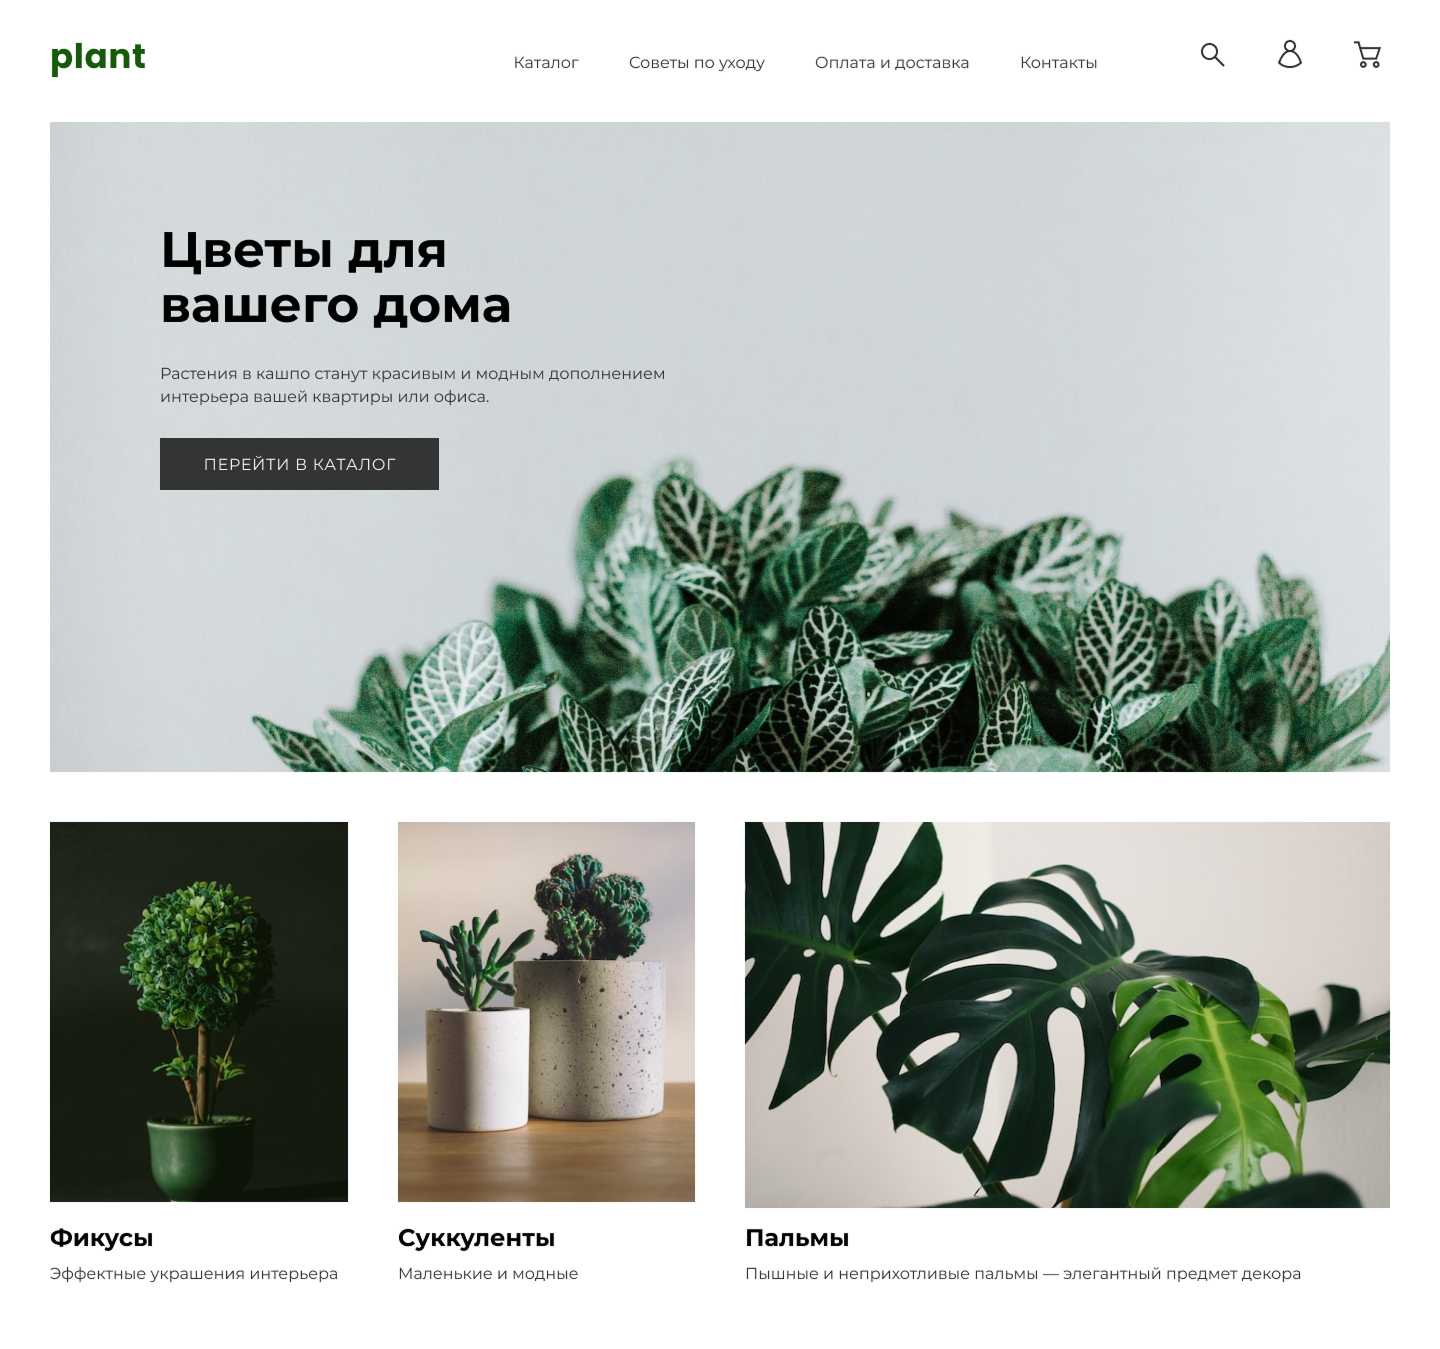 plant
Каталог
Советы по уходу
Оплата и доставка
Контакты
Цветы для
вашего дома
Растения в кашпо станут красивым и модным дополнением
интерьера вашей квартиры или офиса.
ПЕРЕЙТИ В КАТАЛОГ
Фикусы
Эффектные украшения интерьера
Суккуленты
Маленькие и модные
Пальмы
Пышные и неприхотливые пальмы — элегантный предмет декора